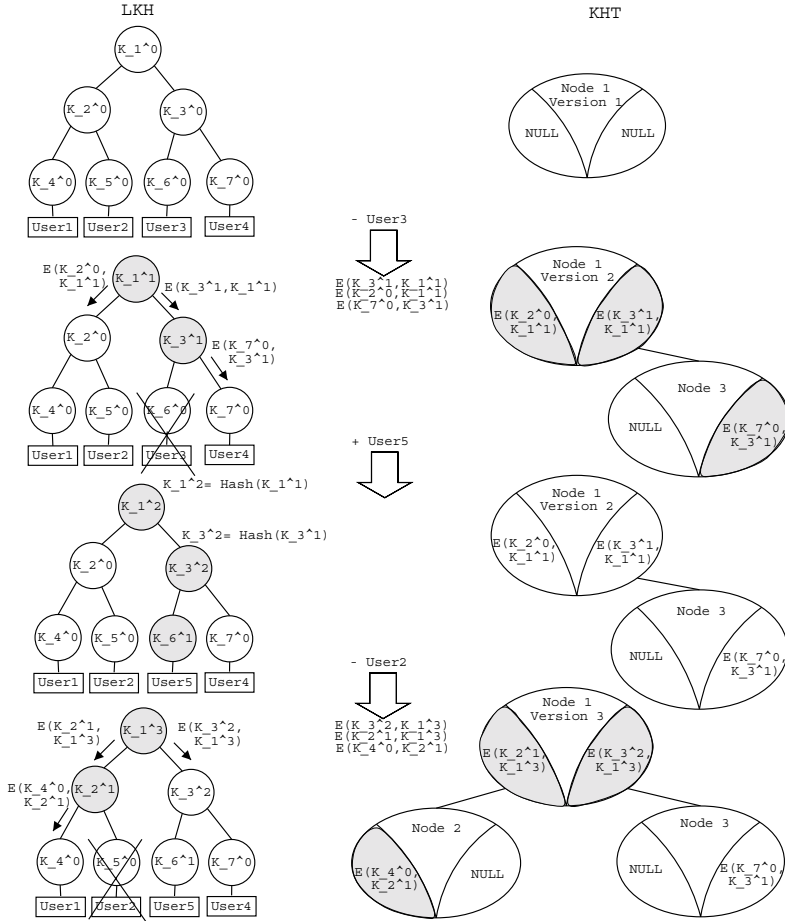 LKH
KHT
K_1^0
K_2^0
K_3^0
K_4^0
K_5^0
K_6^0
K_7^0
User1
User2
User3
User4
Node 1
Version 1
NULL
NULL
- User3
E(K_3^1,K_1^1)
E(K_2^0,K_1^1)
E(K_7^0,K_3^1)
E(K_2^0,
K_1^1)
K_1^1
E(K_3^1,K_1^1)
K_2^0
K_3^1
E(K_7^0,
K_3^1)
K_4^0
K_5^0
K_6^0
K_7^0
User1
User2
User3
User4
Node 1
Version 2
E(K_2^0,
K_1^1)
E(K_3^1,
K_1^1)
Node 3
NULL
E(K_7^0,
K_3^1)
+ User5
K_1^2= Hash(K_1^1)
K_1^2
K_3^2= Hash(K_3^1)
K_2^0
K_3^2
K_4^0
K_5^0
K_6^1
K_7^0
User1
User2
User5
User4
Node 1
Version 2
E(K_2^0,
K_1^1)
E(K_3^1,
K_1^1)
Node 3
NULL
E(K_7^0,
K_3^1)
- User2
E(K_3^2,K_1^3)
E(K_2^1,K_1^3)
E(K_4^0,K_2^1)
E(K_2^1,
K_1^3)
K_1^3
E(K_3^2,
K_1^3)
E(K_4^0,
K_2^1)
K_2^1
K_3^2
K_4^0
K_5^0
K_6^1
K_7^0
User1
User2
User5
User4
Node 1
Version 3
E(K_2^1,
K_1^3)
E(K_3^2,
K_1^3)
Node 2
E(K_4^0,
K_2^1)
NULL
Node 3
NULL
E(K_7^0,
K_3^1)